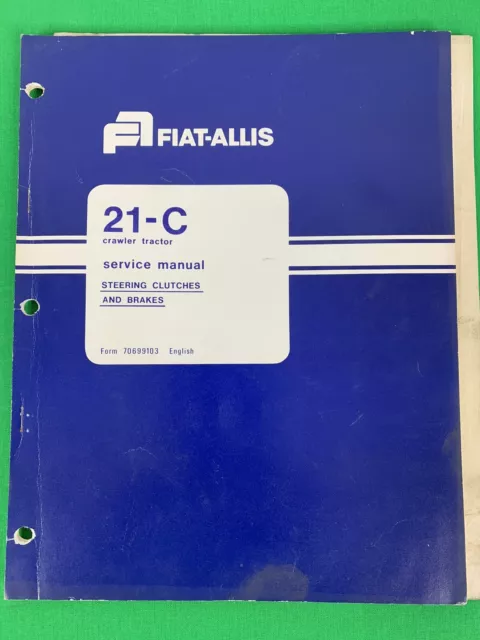 FIAT-ALLIS
21-C
crawler tractor
service manual
STEERING CLUTCHES
AND BRAKES
Form 70699103 English